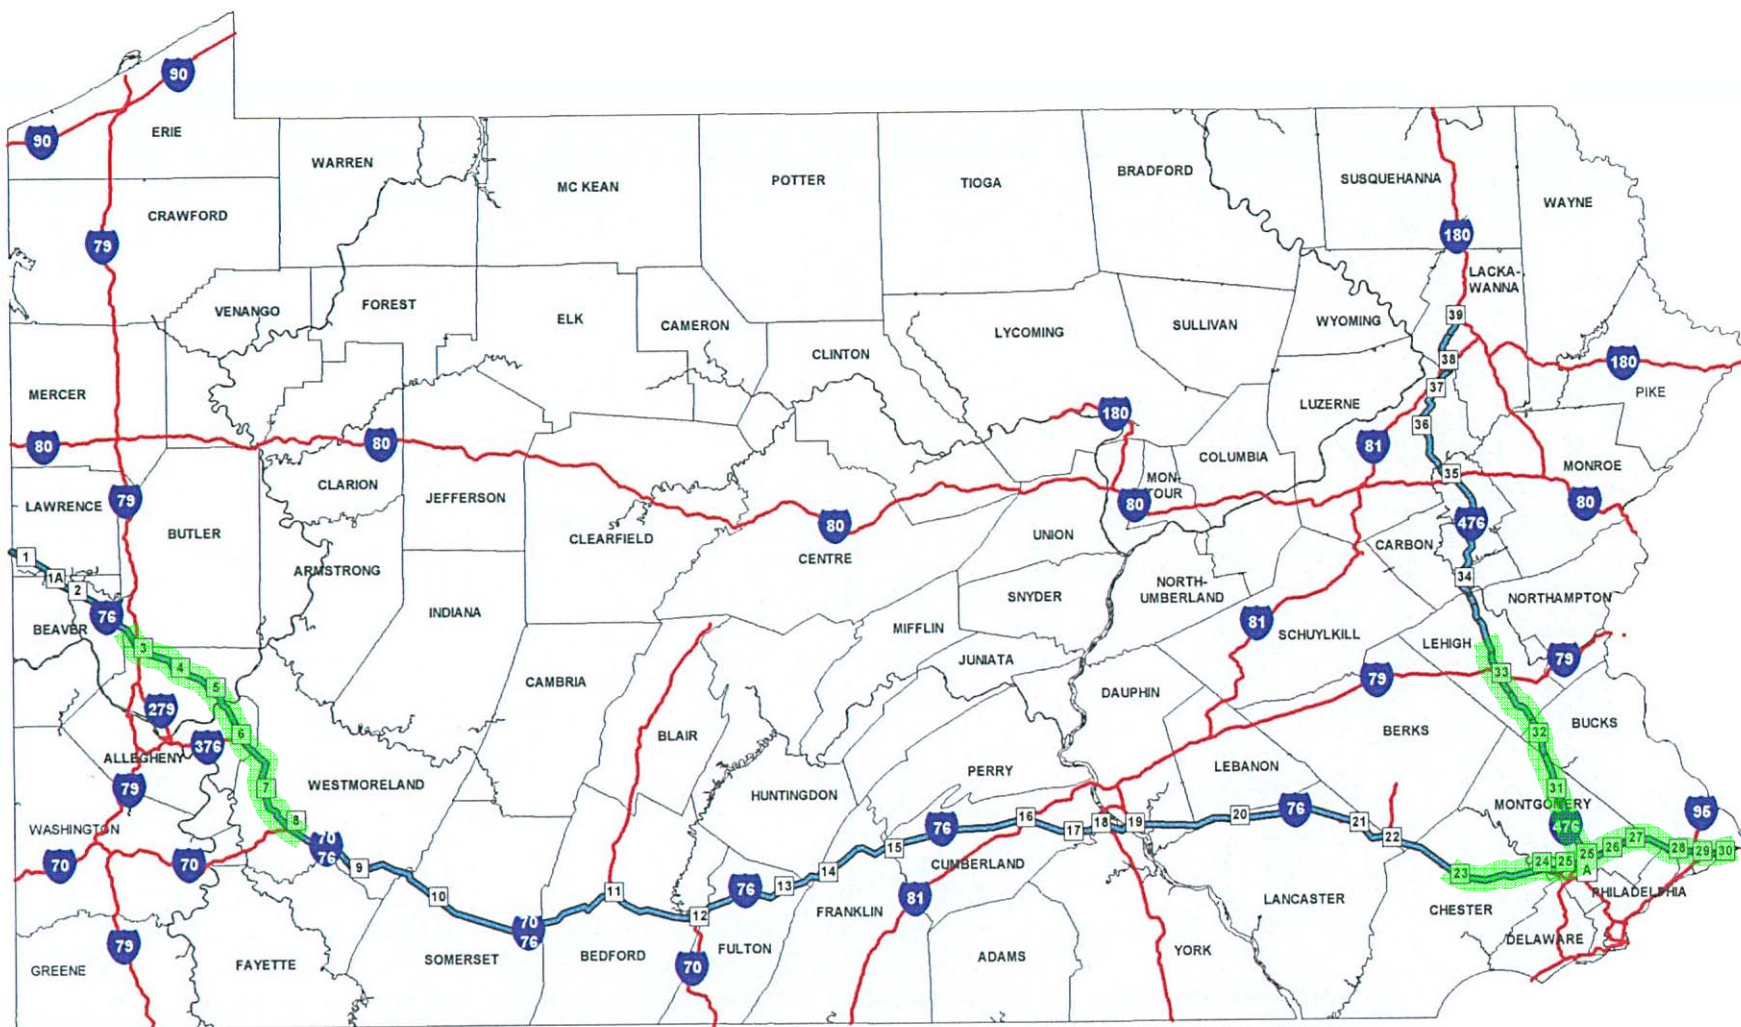 90
90
ERIE
WARREN
MC KEAN
POTTER
TIOGA
BRADFORD
SUSQUEHANNA
WAYNE
CRAWFORD
79
180
LACKA-
WANNA
VENANGO
FOREST
ELK
CAMERON
LYCOMING
SULLIVAN
WYOMING
39
CLINTON
38
180
MERCER
37
PIKE
LUZERNE
180
36
80
80
81
COLUMBIA
MONROE
35
MON-
TOUR
CLARION
JEFFERSON
79
LAWRENCE
80
80
BUTLER
80
476
CLEARFIELD
CENTRE
UNION
CARBON
1
1A
2
ARMSTRONG
34
NORTH-
UMBERLAND
SNYDER
NORTHAMPTON
INDIANA
76
BEAVER
MIFFLIN
81
SCHUYLKILL
LEHIGH
3
4
JUNIATA
79
33
79
5
CAMBRIA
DAUPHIN
279
6
376
BLAIR
BERKS
BUCKS
32
ALLEGHENY
PERRY
LEBANON
79
7
WESTMORELAND
HUNTINGDON
31
MONTGOMERY
8
16
20
76
95
WASHINGTON
76
17
18
19
21
476
70
76
15
22
27
70
70
9
CUMBERLAND
24
25
25
A
26
28
29
30
14
23
10
11
76
13
81
PHILADELPHIA
12
FRANKLIN
LANCASTER
CHESTER
70
76
79
DELAWARE
GREENE
FAYETTE
SOMERSET
BEDFORD
FULTON
ADAMS
YORK
70